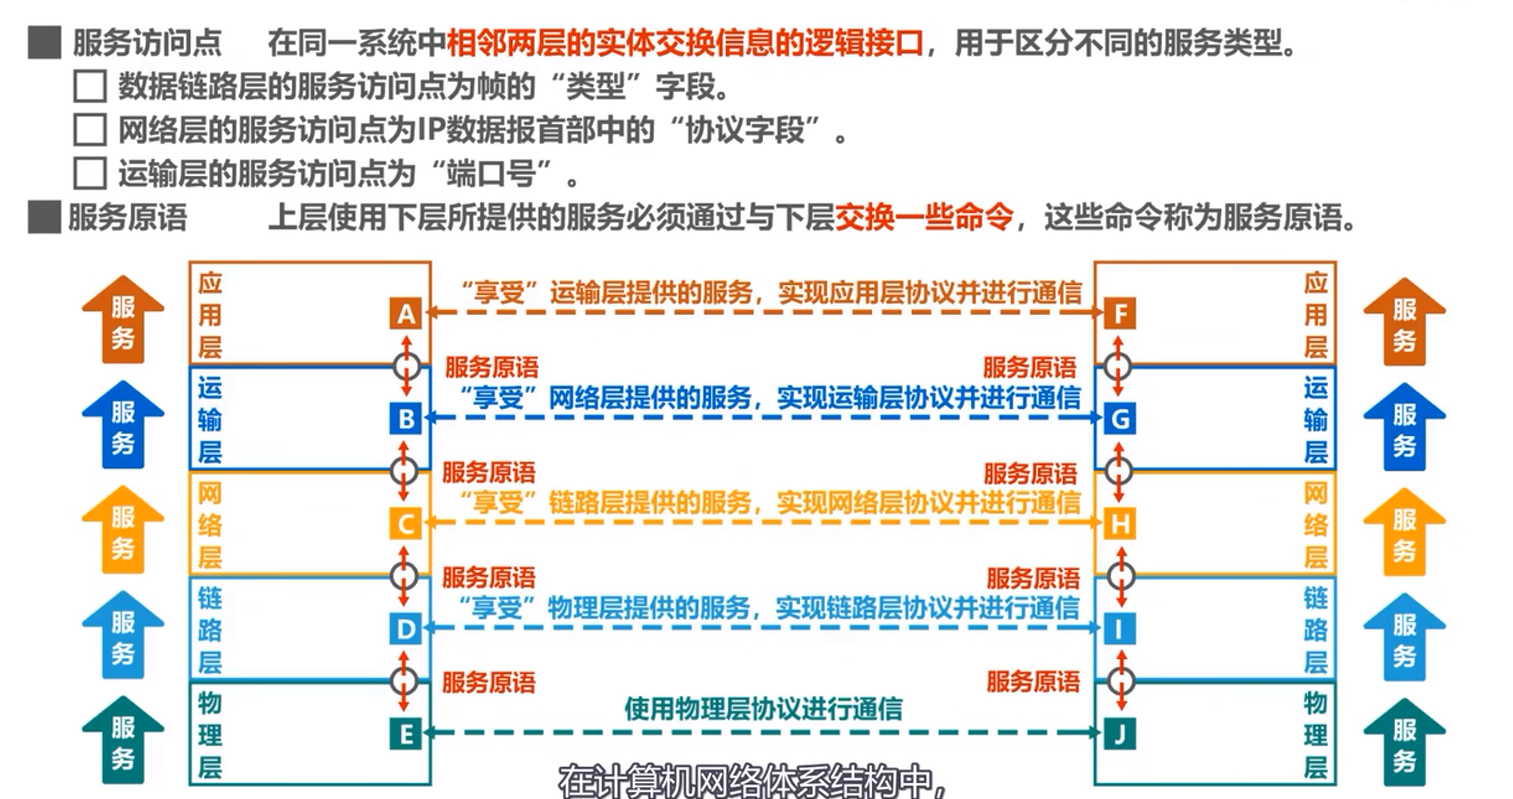 服务访问点 在同一系统中相邻两层的实体交换信息的逻辑接口，用于区分不同的服务类型。
数据链路层的服务访问点为帧的“类型”字段。
网络层的服务访问点为IP数据报首部中的“协议字段”。
运输层的服务访问点为“端口号”。
服务原语 上层使用下层所提供的服务必须通过与下层交换一些命令，这些命令称为服务原语。
服务
应用层
A
“享受”运输层提供的服务，实现应用层协议并进行通信
F
应用层
服务
服务原语
服务原语
服务
运输层
B
“享受”网络层提供的服务，实现运输层协议并进行通信
G
运输层
服务
服务原语
服务原语
服务
网络层
C
“享受”链路层提供的服务，实现网络层协议并进行通信
H
网络层
服务
服务原语
服务原语
服务
链路层
D
“享受”物理层提供的服务，实现链路层协议并进行通信
I
链路层
服务
服务原语
服务原语
服务
物理层
E
使用物理层协议进行通信
J
物理层
服务
在计算机网络体系结构中，